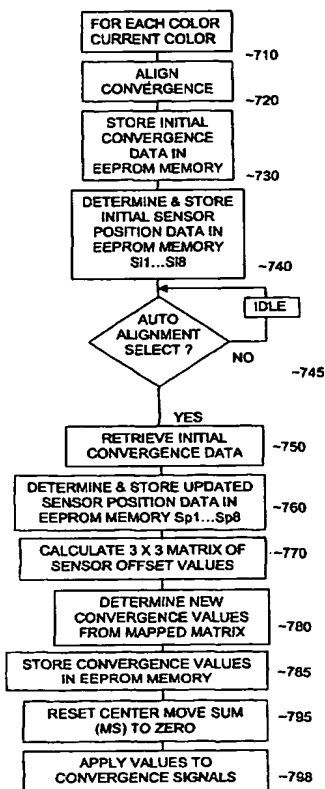 FOR EACH COLOR
CURRENT COLOR
~710
ALIGN
CONVERGENCE
~720
STORE INITIAL
CONVERGENCE
DATA IN
EEPROM MEMORY
~730
DETERMINE & STORE
INITIAL SENSOR
POSITION DATA IN
EEPROM MEMORY
Si1...Si8
~740
IDLE
AUTO
ALIGNMENT
SELECT ?
NO
~745
YES
RETRIEVE INITIAL
CONVERGENCE DATA
~750
DETERMINE & STORE UPDATED
SENSOR POSITION DATA IN
EEPROM MEMORY Sp1...Sp8
~760
CALCULATE 3 X 3 MATRIX OF
SENSOR OFFSET VALUES
~770
DETERMINE NEW
CONVERGENCE VALUES
FROM MAPPED MATRIX
~780
STORE CONVERGENCE VALUES
IN EEPROM MEMORY
~785
RESET CENTER MOVE SUM
(MS) TO ZERO
~795
APPLY VALUES TO
CONVERGENCE SIGNALS
~798